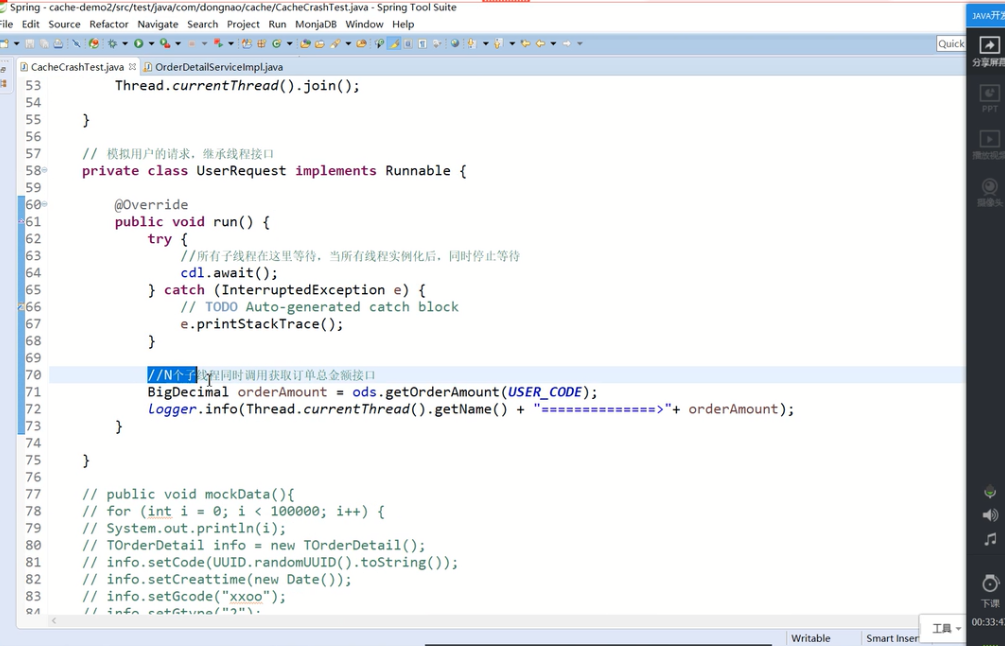 Spring - cache-demo2/src/test/java/com/dongnao/cache/CacheCrashTest.java - Spring Tool Suite
File Edit Source Refactor Navigate Search Project Run MonjaDB Window Help
Quick
CacheCrashTest.java OrderDetailServiceImpl.java
53 Thread.currentThread().join();
54
55 }
56
57 // 模拟用户的请求，继承线程接口
58 private class UserRequest implements Runnable {
59
60 @Override
61 public void run() {
62 try {
63 //所有子线程在这里等待，当所有线程实例化后，同时停止等待
64 cdl.await();
65 } catch (InterruptedException e) {
66 // TODO Auto-generated catch block
67 e.printStackTrace();
68 }
69
70 //N个子线程同时调用获取订单总金额接口
71 BigDecimal orderAmount = ods.getOrderAmount(USER_CODE);
72 logger.info(Thread.currentThread().getName() + "==============>"+ orderAmount);
73 }
74
75 }
76
77 // public void mockData(){
78 // for (int i = 0; i < 100000; i++) {
79 // System.out.println(i);
80 // TOrderDetail info = new TOrderDetail();
81 // info.setCode(UUID.randomUUID().toString());
82 // info.setCreattime(new Date());
83 // info.setGcode("xxoo");
84 // info.setGtype("2");
Writable Smart Inser
工具
JAVA开发
分享屏幕
PPT
播放视频
摄像头
下课
00:33:4